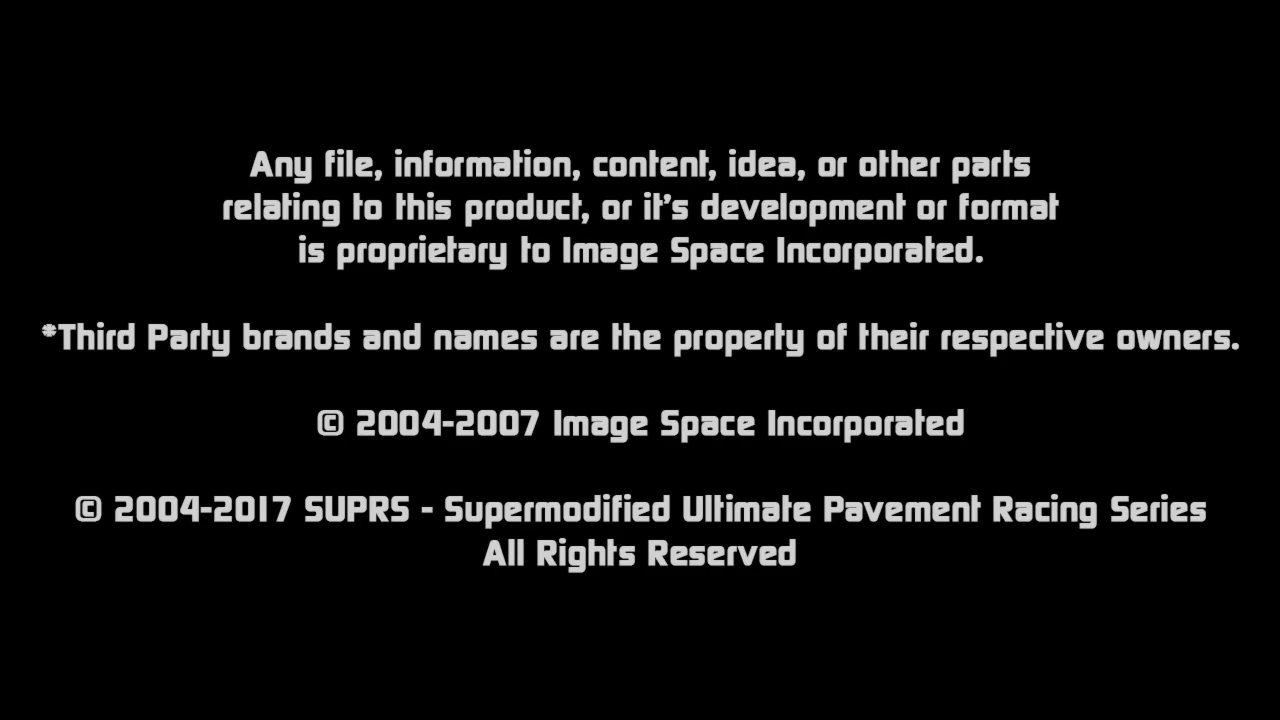 Any file, information, content, idea, or other parts
relating to this product, or it's development or format
is proprietary to Image Space Incorporated.
*Third Party brands and names are the property of their respective owners.
© 2004-2007 Image Space Incorporated
© 2004-2017 SUPRS - Supermodified Ultimate Pavement Racing Series
All Rights Reserved